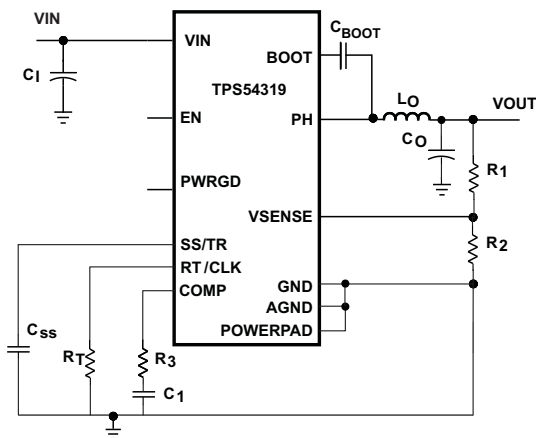 VIN
VIN
C_BOOT
BOOT
C_I
TPS54319
L_O
VOUT
EN
PH
C_O
R_1
PWRGD
VSENSE
R_2
SS/TR
RT/CLK
GND
COMP
AGND
C_SS
POWERPAD
R_T
R_3
C_1